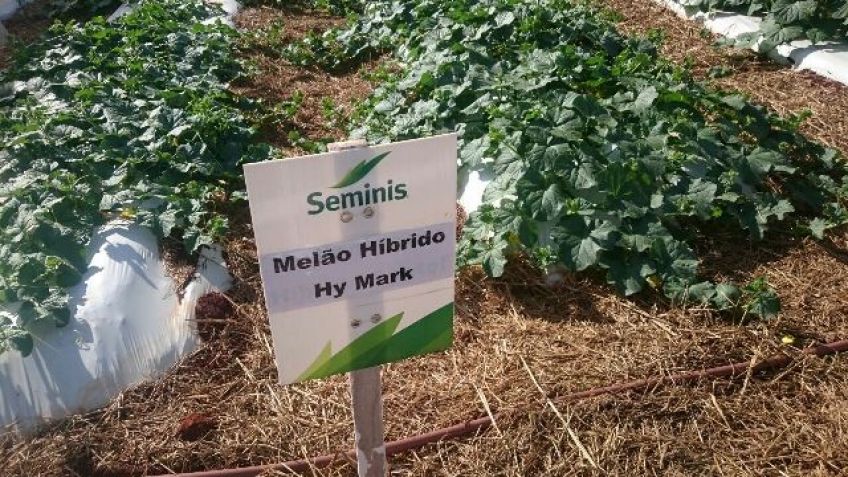 Seminis
Melão Híbrido
Hy Mark